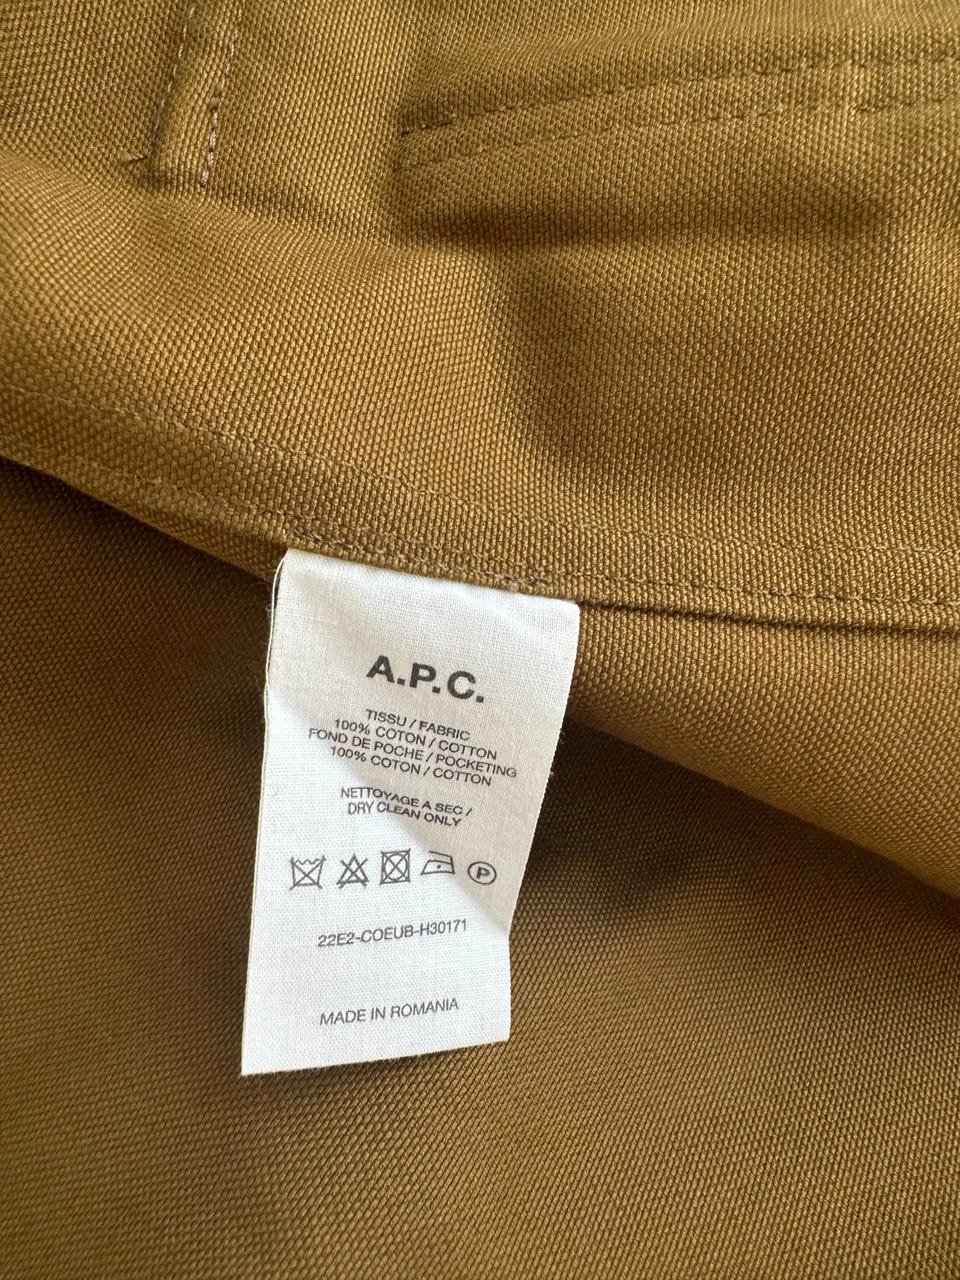 A.P.C.
TISSU / FABRIC
100% COTON / COTTON
FOND DE POCHE / POCKETING
100% COTON / COTTON
NETTOYAGE A SEC /
DRY CLEAN ONLY
P
22E2-COEUB-H30171
MADE IN ROMANIA